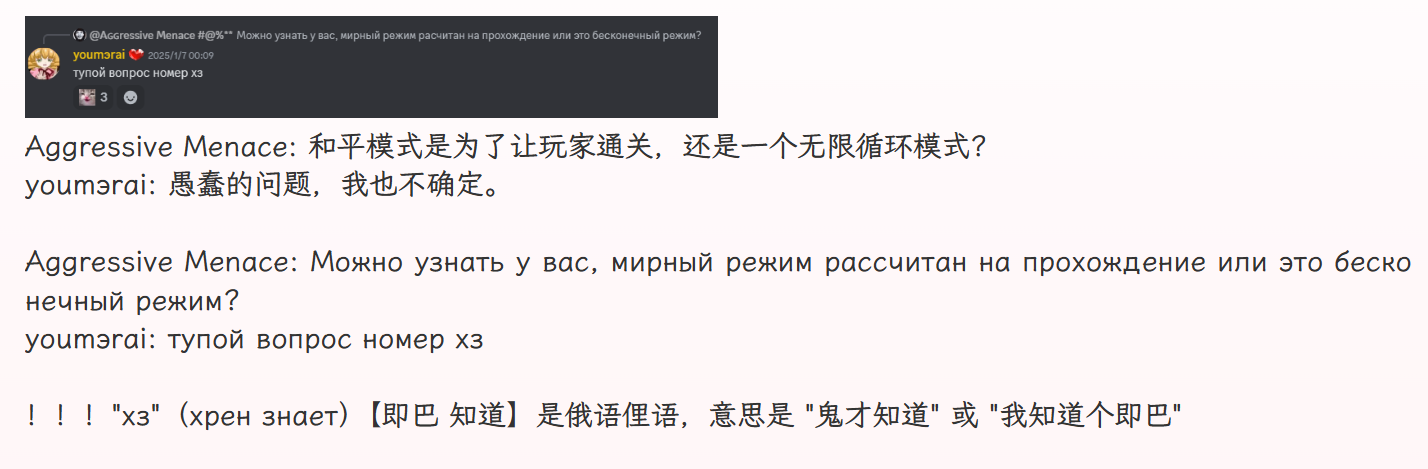 @Aggressive Menace #@%** Можно узнать у вас, мирный режим расчитан на прохождение или это бесконечный режим?
youmэrai 2025/1/7 00:09
тупой вопрос номер хз
3
Aggressive Menace: 和平模式是为了让玩家通关，还是一个无限循环模式？
youmэrai: 愚蠢的问题，我也不确定。
Aggressive Menace: Можно узнать у вас, мирный режим рассчитан на прохождение или это беско
нечный режим?
youmэrai: тупой вопрос номер хз
！！！"хз"（хрен знает)【即巴 知道】是俄语俚语，意思是 "鬼才知道" 或 "我知道个即巴"